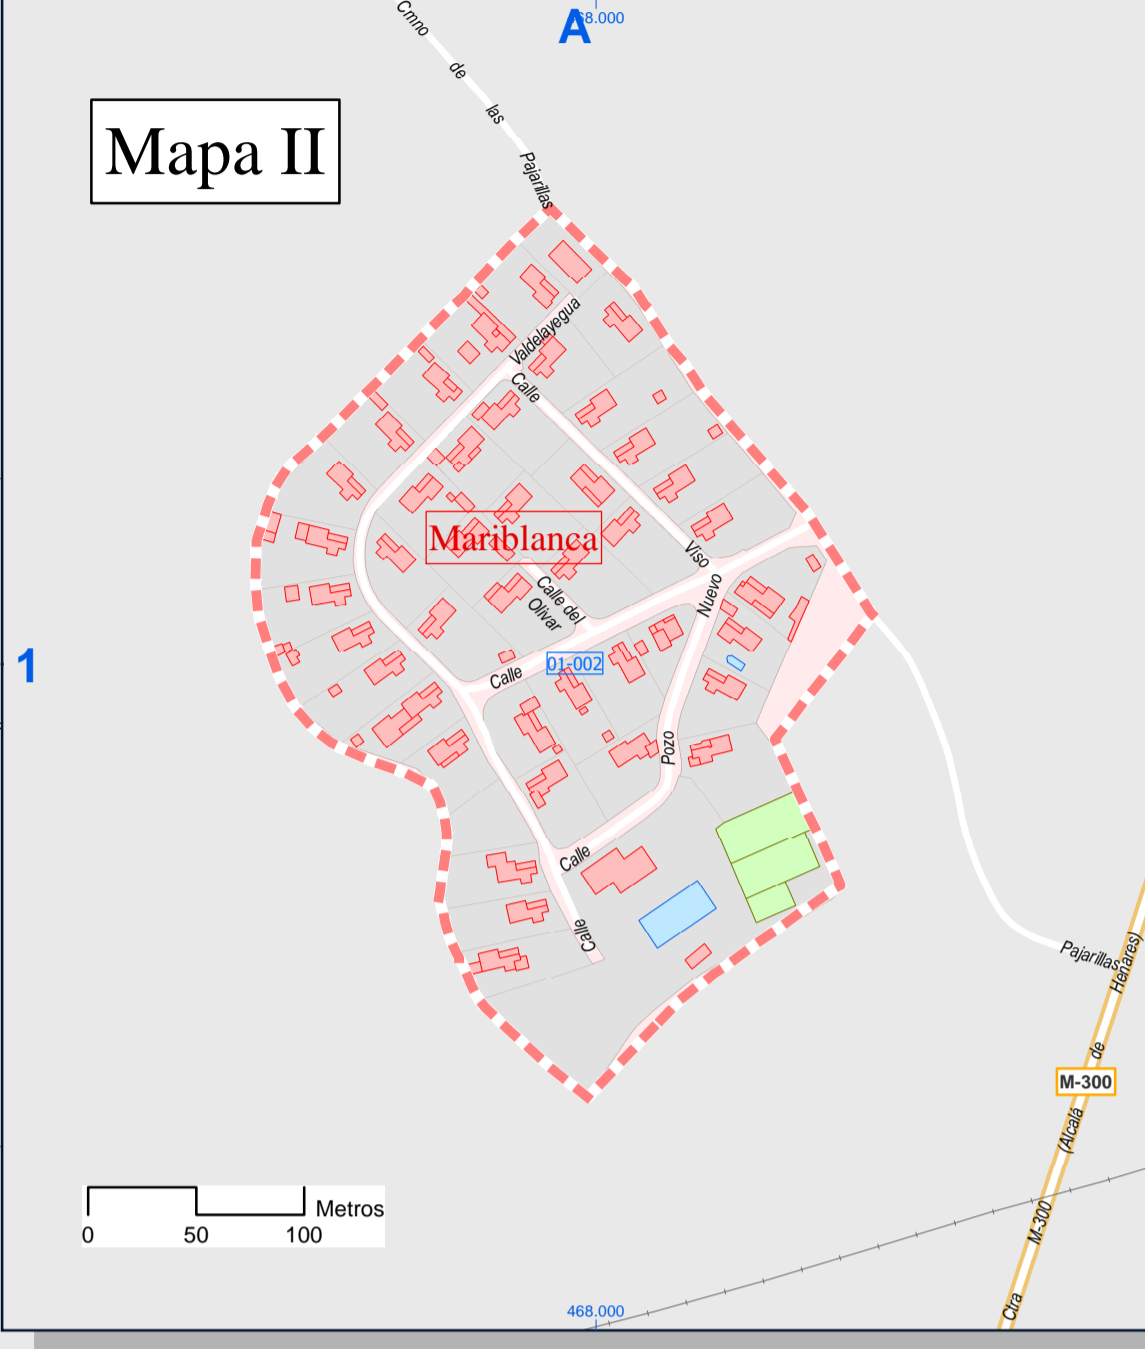 Cmno de las Pajarillas
A
68.000
Mapa II
Valdelayegua
Calle
Mariblanca
Viso
Nuevo
Calle del
Olivar
1
01-002
Calle
Pozo
Calle
Calle
Pajarillas
Henares)
de
M-300
(Alcalá
M-300
Ctra
Metros
0 50 100
468.000